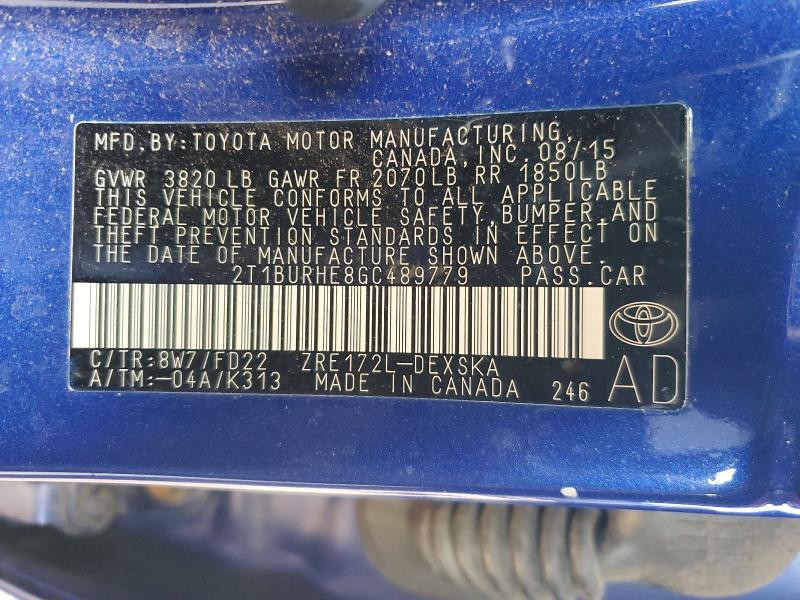 MFD.BY:TOYOTA MOTOR MANUFACTURING,
CANADA, INC. 08/15
GVWR 3820 LB GAWR FR 2070LB RR 1850LB
THIS VEHICLE CONFORMS TO ALL APPLICABLE
FEDERAL MOTOR VEHICLE SAFETY, BUMPER, AND
THEFT PREVENTION STANDARDS IN EFFECT ON
THE DATE OF MANUFACTURE SHOWN ABOVE.
2T1BURHE8GC489779 PASS.CAR
C/TR:8W7/FD22 ZRE172L-DEXSKA
A/TM:-04A/K313 MADE IN CANADA 246 AD